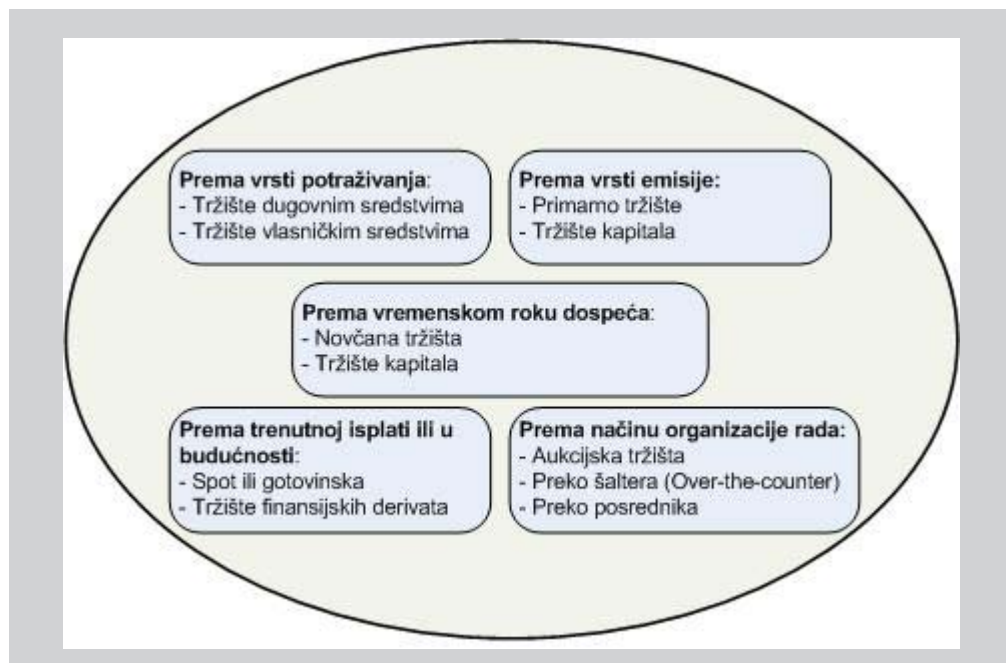 Prema vrsti potraživanja:
- Tržište dugovnim sredstvima
- Tržište vlasničkim sredstvima
Prema vrsti emisije:
- Primarno tržište
- Tržište kapitala
Prema vremenskom roku dospeća:
- Novčana tržišta
- Tržište kapitala
Prema trenutnoj isplati ili u
budućnosti:
- Spot ili gotovinska
- Tržište finansijskih derivata
Prema načinu organizacije rada:
- Aukcijska tržišta
- Preko šaltera (Over-the-counter)
- Preko posrednika